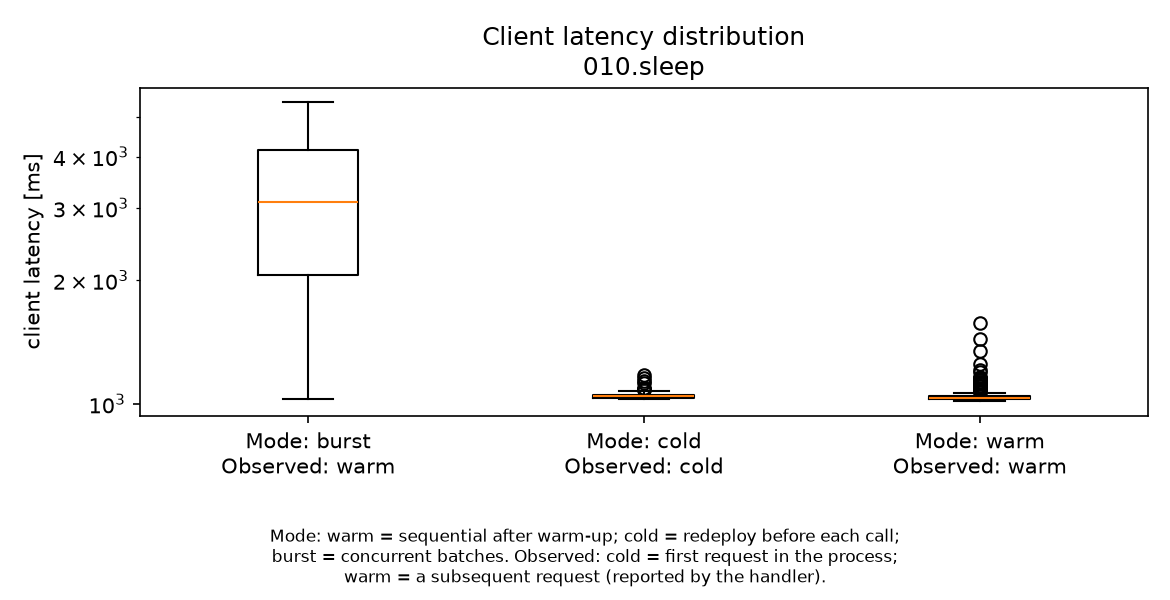 Client latency distribution
010.sleep
client latency [ms]
4 × 10³
3 × 10³
2 × 10³
10³
Mode: burst
Observed: warm
Mode: cold
Observed: cold
Mode: warm
Observed: warm
Mode: warm = sequential after warm-up; cold = redeploy before each call;
burst = concurrent batches. Observed: cold = first request in the process;
warm = a subsequent request (reported by the handler).